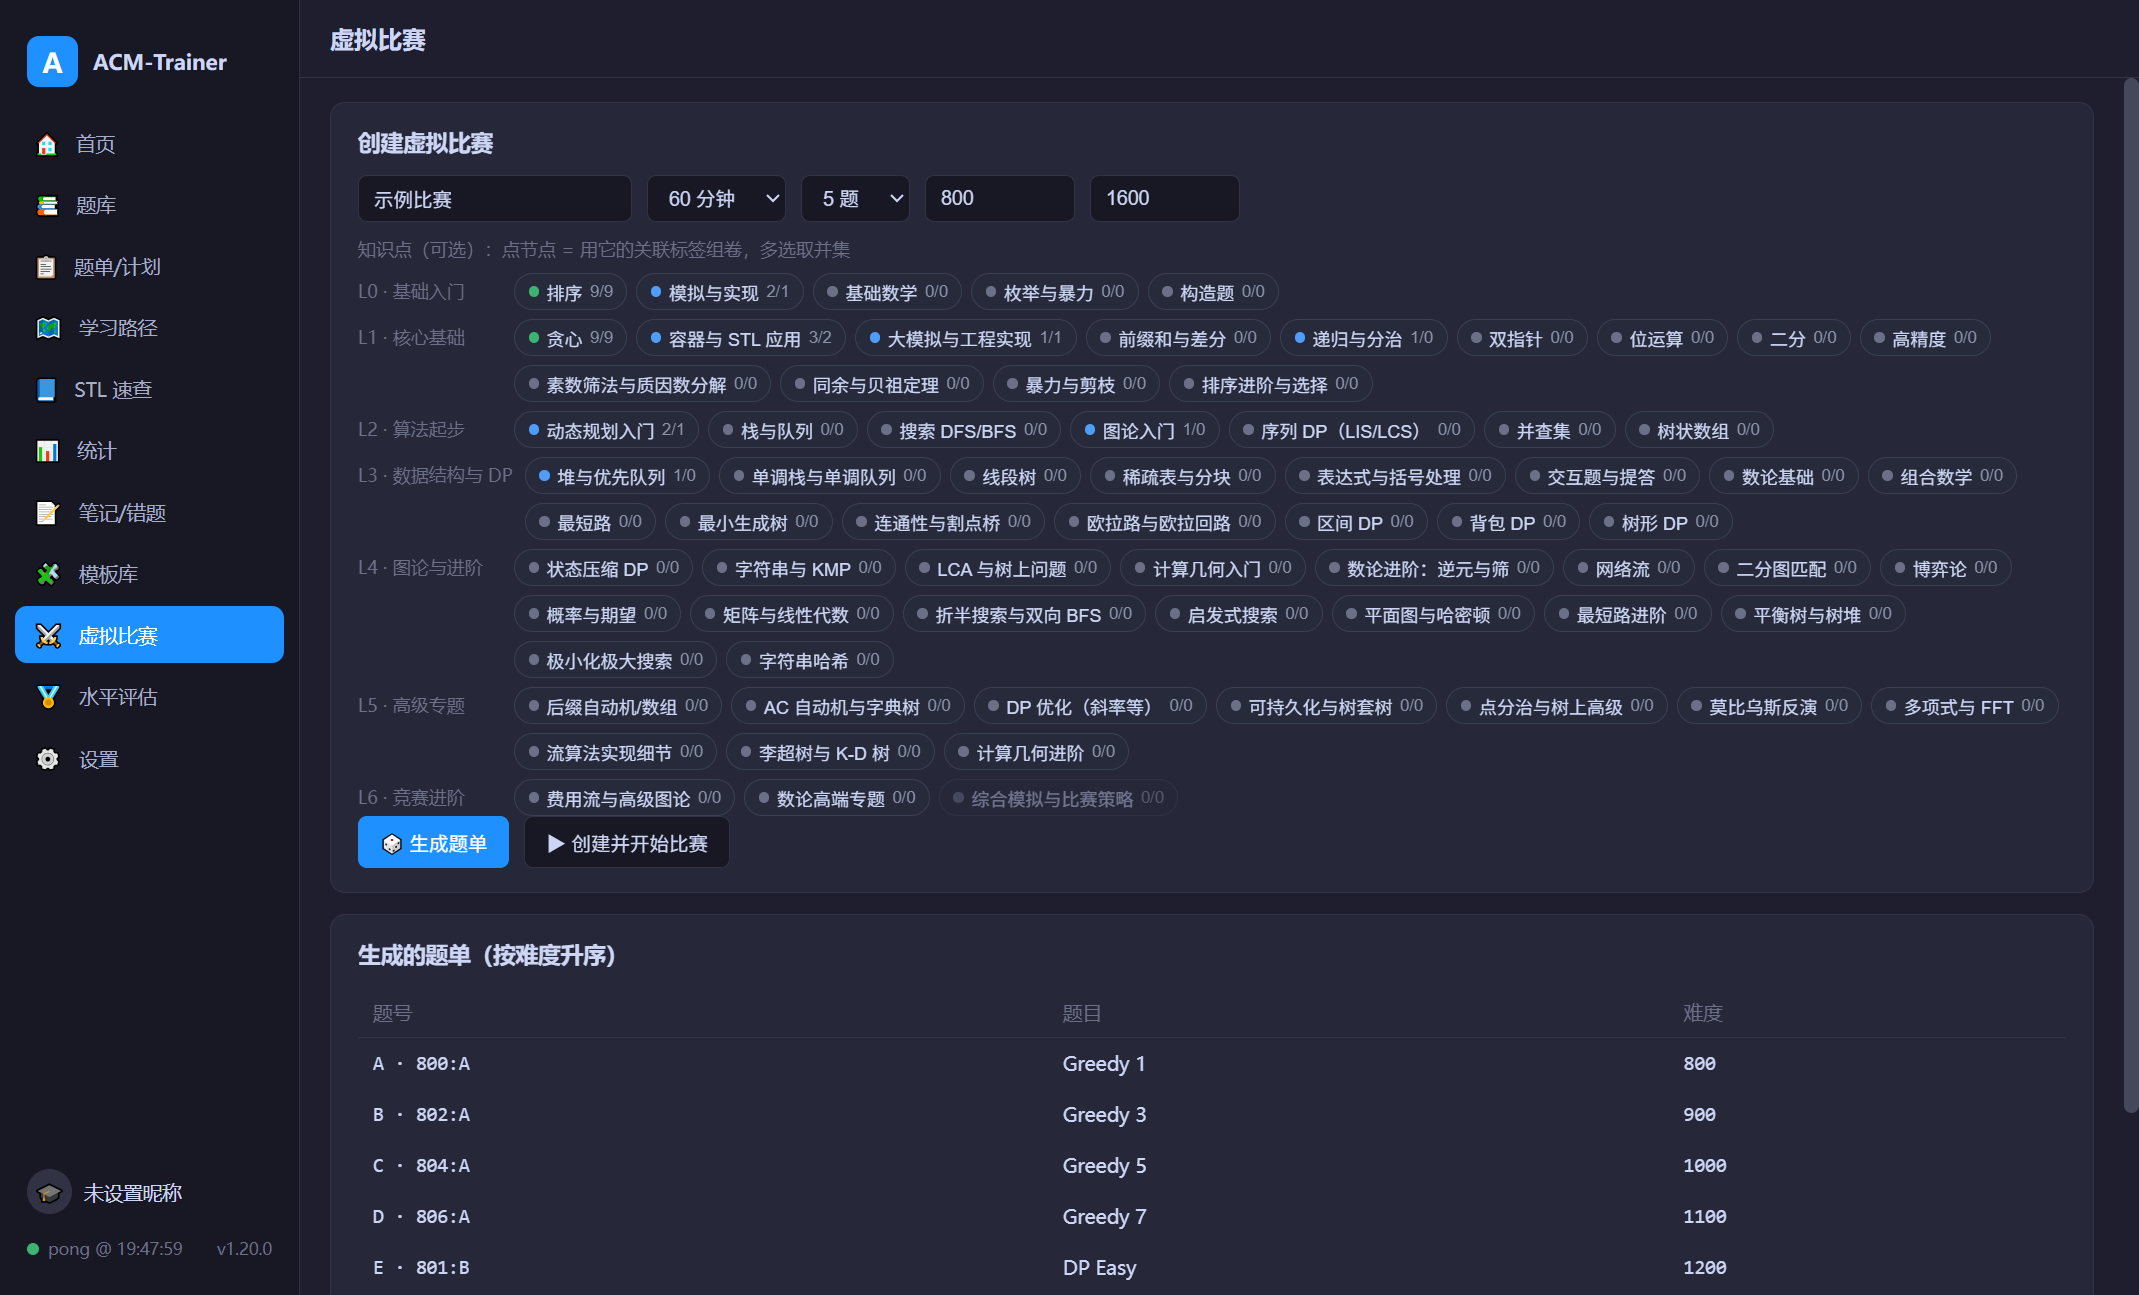 A ACM-Trainer
首页
题库
题单/计划
学习路径
STL 速查
统计
笔记/错题
模板库
虚拟比赛
水平评估
设置
未设置昵称
pong @ 19:47:59 v1.20.0
虚拟比赛
创建虚拟比赛
示例比赛 60 分钟 5 题 800 1600
知识点（可选）：点节点 = 用它的关联标签组卷，多选取并集
L0 · 基础入门 排序 9/9 模拟与实现 2/1 基础数学 0/0 枚举与暴力 0/0 构造题 0/0
L1 · 核心基础 贪心 9/9 容器与 STL 应用 3/2 大模拟与工程实现 1/1 前缀和与差分 0/0 递归与分治 1/0 双指针 0/0 位运算 0/0 二分 0/0 高精度 0/0
素数筛法与质因数分解 0/0 同余与贝祖定理 0/0 暴力与剪枝 0/0 排序进阶与选择 0/0
L2 · 算法起步 动态规划入门 2/1 栈与队列 0/0 搜索 DFS/BFS 0/0 图论入门 1/0 序列 DP（LIS/LCS） 0/0 并查集 0/0 树状数组 0/0
L3 · 数据结构与 DP 堆与优先队列 1/0 单调栈与单调队列 0/0 线段树 0/0 稀疏表与分块 0/0 表达式与括号处理 0/0 交互题与提答 0/0 数论基础 0/0 组合数学 0/0
最短路 0/0 最小生成树 0/0 连通性与割点桥 0/0 欧拉路与欧拉回路 0/0 区间 DP 0/0 背包 DP 0/0 树形 DP 0/0
L4 · 图论与进阶 状态压缩 DP 0/0 字符串与 KMP 0/0 LCA 与树上问题 0/0 计算几何入门 0/0 数论进阶：逆元与筛 0/0 网络流 0/0 二分图匹配 0/0 博弈论 0/0
概率与期望 0/0 矩阵与线性代数 0/0 折半搜索与双向 BFS 0/0 启发式搜索 0/0 平面图与哈密顿 0/0 最短路进阶 0/0 平衡树与树堆 0/0
极小化极大搜索 0/0 字符串哈希 0/0
L5 · 高级专题 后缀自动机/数组 0/0 AC 自动机与字典树 0/0 DP 优化（斜率等） 0/0 可持久化与树套树 0/0 点分治与树上高级 0/0 莫比乌斯反演 0/0 多项式与 FFT 0/0
流算法实现细节 0/0 李超树与 K-D 树 0/0 计算几何进阶 0/0
L6 · 竞赛进阶 费用流与高级图论 0/0 数论高端专题 0/0 综合模拟与比赛策略 0/0
生成题单 ▶ 创建并开始比赛
生成的题单（按难度升序）
题号 题目 难度
A · 800:A Greedy 1 800
B · 802:A Greedy 3 900
C · 804:A Greedy 5 1000
D · 806:A Greedy 7 1100
E · 801:B DP Easy 1200